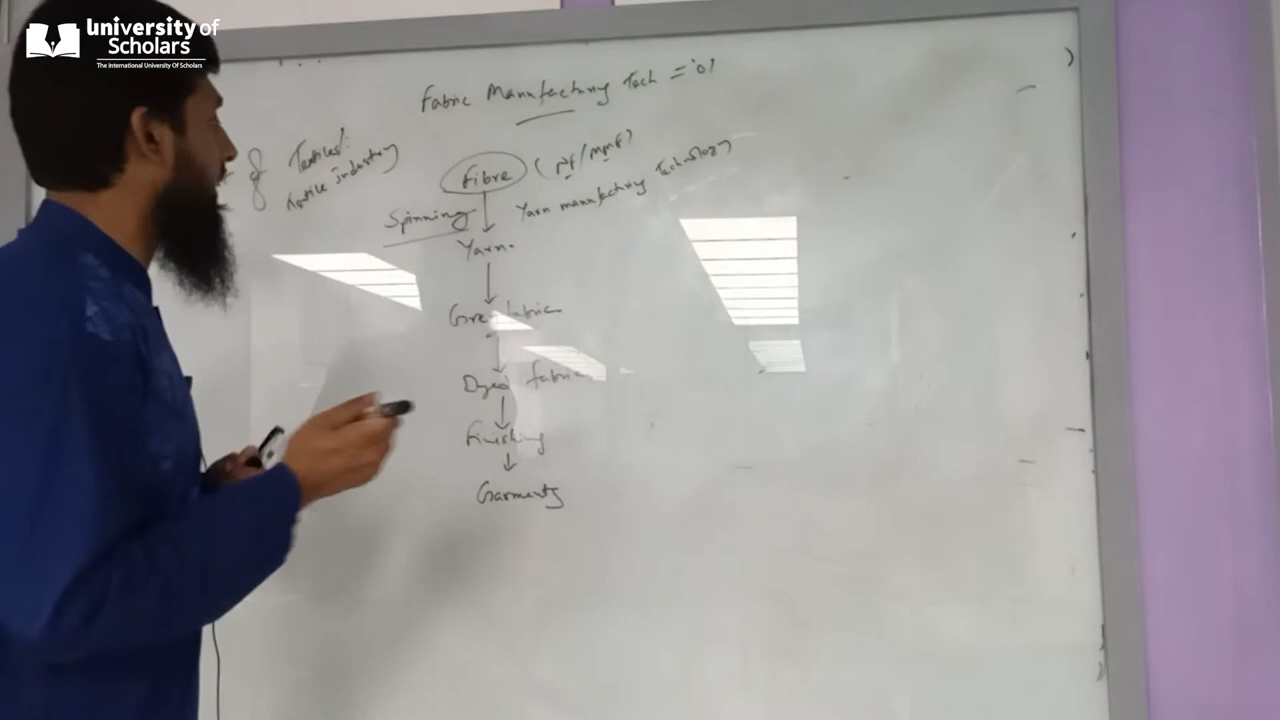 University of
Scholars
The International University Of Scholars
Fabric Manufacturing Tech = '01
of Textiles!
Textile industry
Fibre (NF/MMF)
Spinning Yarn manufacturing Technology
Yarn
Grey fabric
Dyed fabric
Finishing
Garments